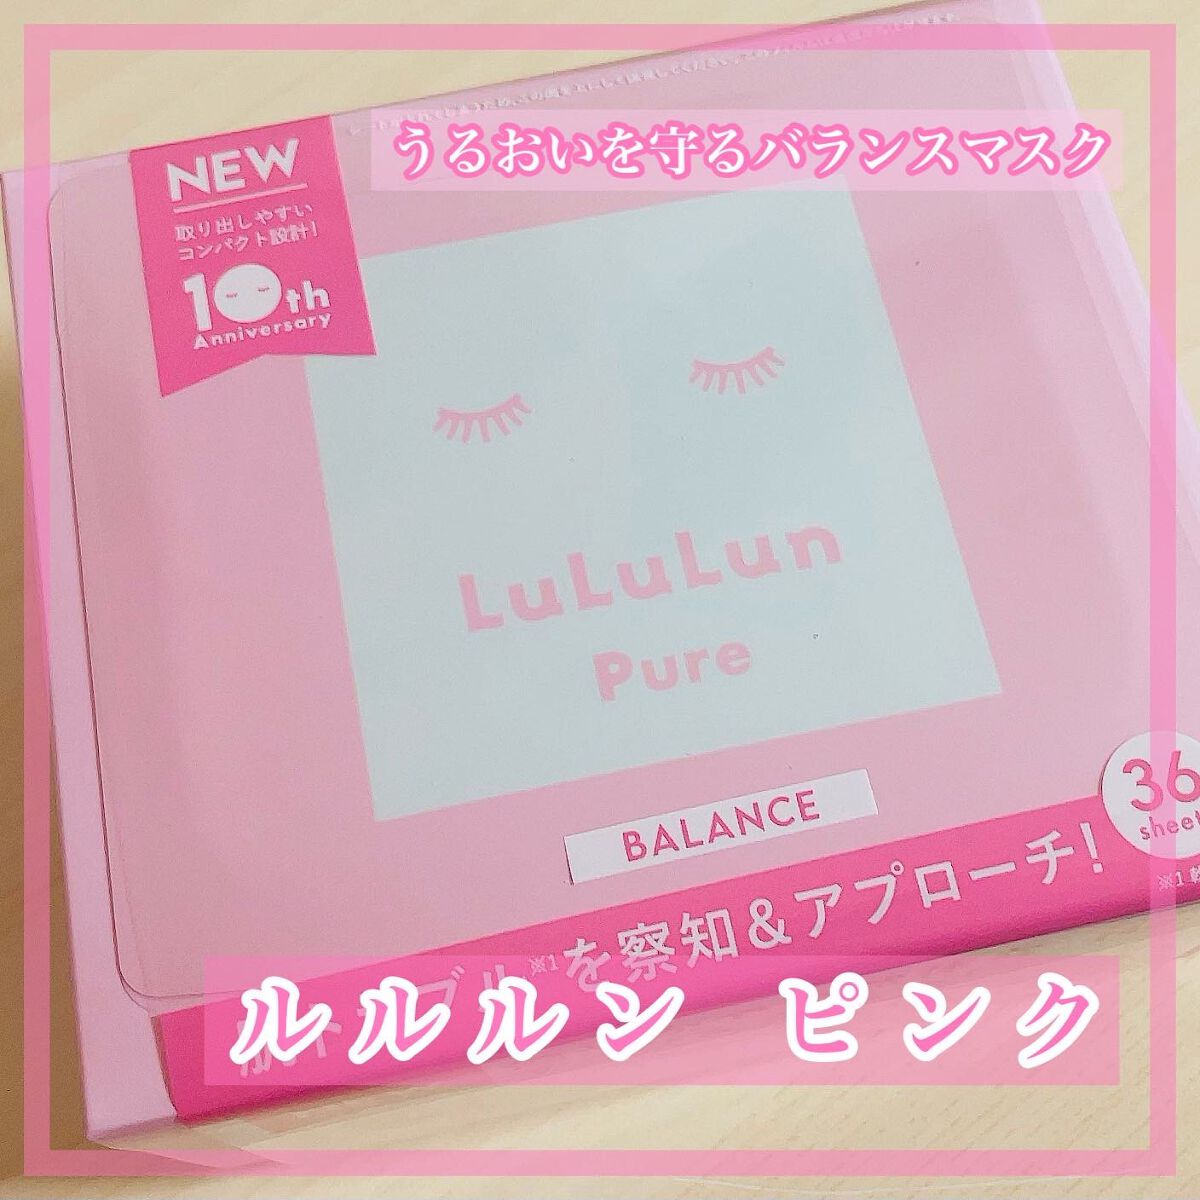 うるおいを守るバランスマスク
NEW
取り出しやすい
コンパクト設計!
10th
Anniversary
LuLuLun
Pure
BALANCE
36
sheet
を察知&アプローチ!
※1
ルルルン ピンク